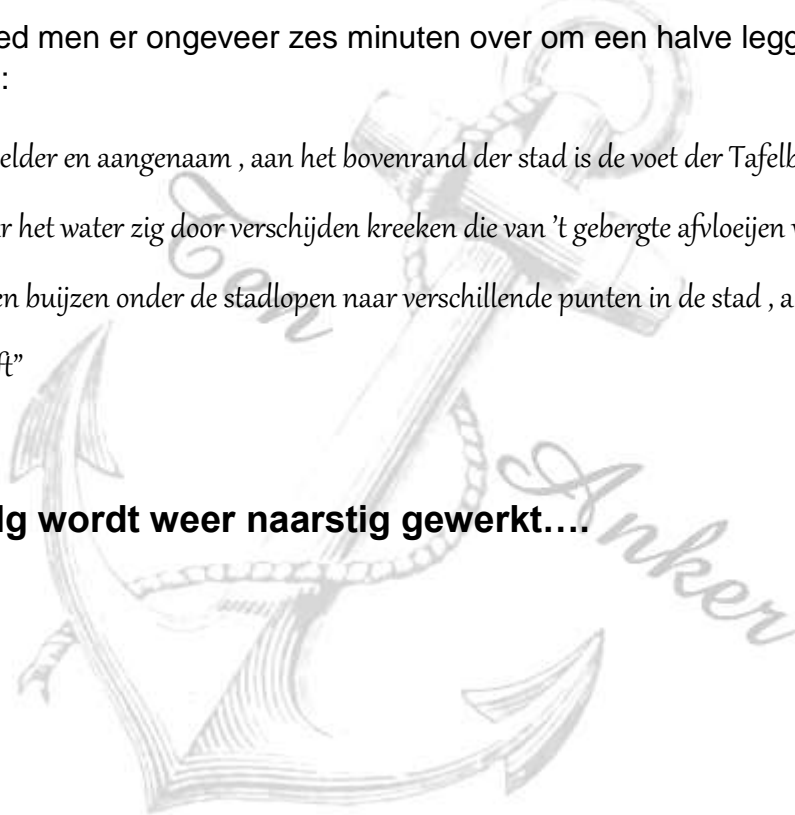 ed men er ongeveer zes minuten over om een halve legg
:
elder en aangenaam , aan het bovenrand der stad is de voet der Tafelb
r het water zig door verschijden kreeken die van 't gebergte afvloeijen v
en buijzen onder de stadlopen naar verschillende punten in de stad , a
ft”
Een
lg wordt weer naarstig gewerkt….
Anker